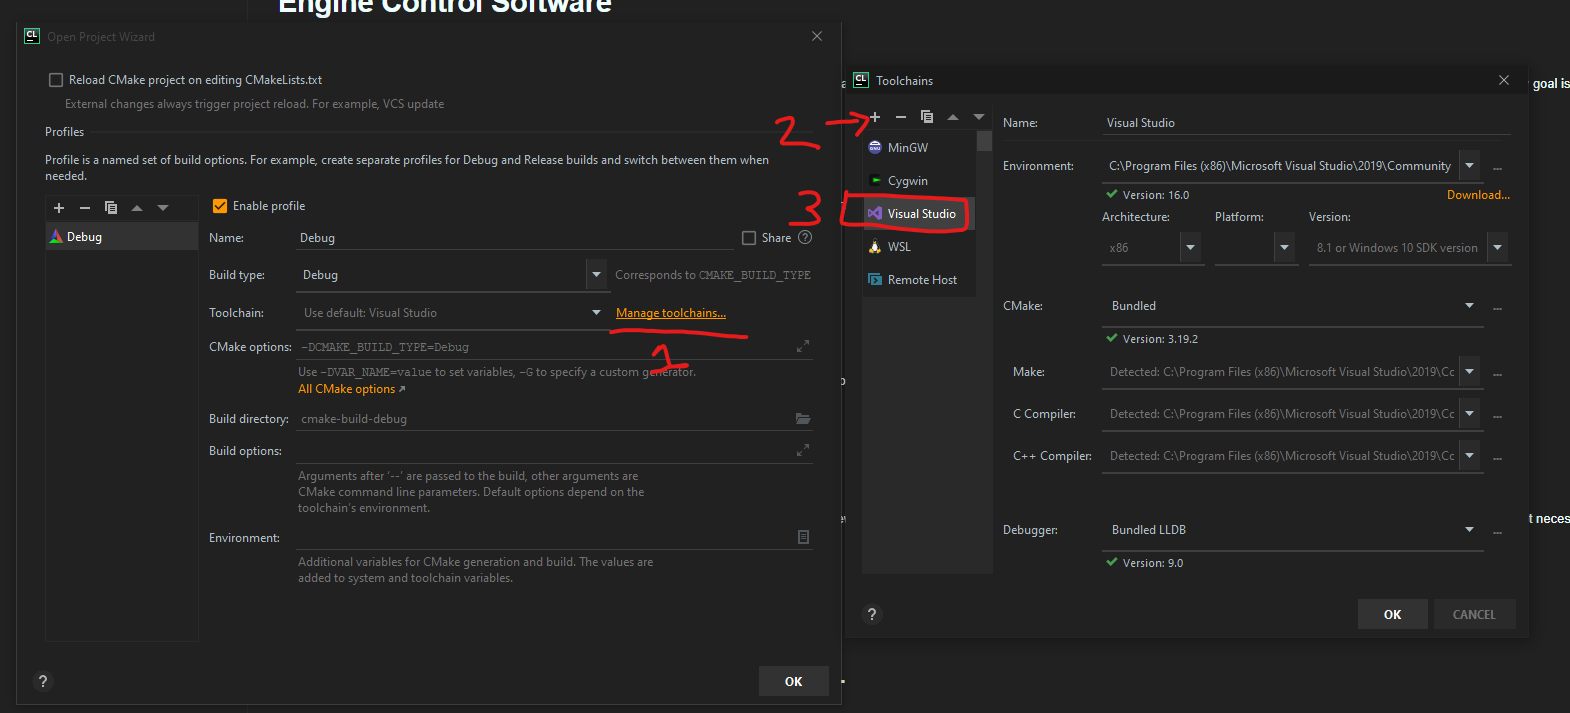 Engine Control Software
Open Project Wizard
Reload CMake project on editing CMakeLists.txt
External changes always trigger project reload. For example, VCS update
Profiles
Profile is a named set of build options. For example, create separate profiles for Debug and Release builds and switch between them when
needed.
Debug
Enable profile
Name: Debug
Share
Build type: Debug
Corresponds to CMAKE_BUILD_TYPE
Toolchain: Use default: Visual Studio
Manage toolchains...
1
CMake options: -DCMAKE_BUILD_TYPE=Debug
Use -DVAR_NAME=value to set variables, -G to specify a custom generator.
All CMake options
Build directory: cmake-build-debug
Build options:
Arguments after '--' are passed to the build, other arguments are
CMake command line parameters. Default options depend on the
toolchain's environment.
Environment:
Additional variables for CMake generation and build. The values are
added to system and toolchain variables.
?
OK
Toolchains
2
MinGW
Cygwin
3
Visual Studio
WSL
Remote Host
Name: Visual Studio
Environment: C:\Program Files (x86)\Microsoft Visual Studio\2019\Community
Version: 16.0
Download...
Architecture: Platform: Version:
x86 8.1 or Windows 10 SDK version
CMake: Bundled
Version: 3.19.2
Make: Detected: C:\Program Files (x86)\Microsoft Visual Studio\2019\Cc
C Compiler: Detected: C:\Program Files (x86)\Microsoft Visual Studio\2019\Cc
C++ Compiler: Detected: C:\Program Files (x86)\Microsoft Visual Studio\2019\Cc
Debugger: Bundled LLDB
Version: 9.0
?
OK
CANCEL
goal is
t neces